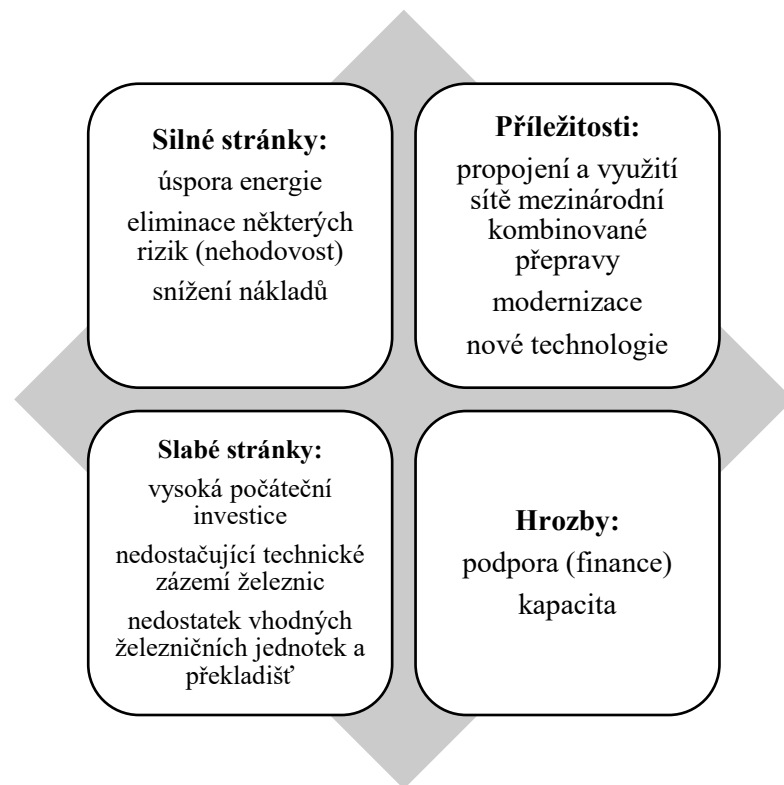 Silné stránky:
úspora energie
eliminace některých
rizik (nehodovost)
snížení nákladů
Příležitosti:
propojení a využití
sítě mezinárodní
kombinované
přepravy
modernizace
nové technologie
Slabé stránky:
vysoká počáteční
investice
nedostačující technické
zázemí železnic
nedostatek vhodných
železničních jednotek a
překladišť
Hrozby:
podpora (finance)
kapacita